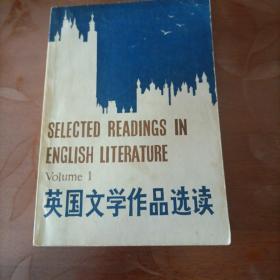 SELECTED READINGS IN
ENGLISH LITERATURE
Volume 1
英国文学作品选读